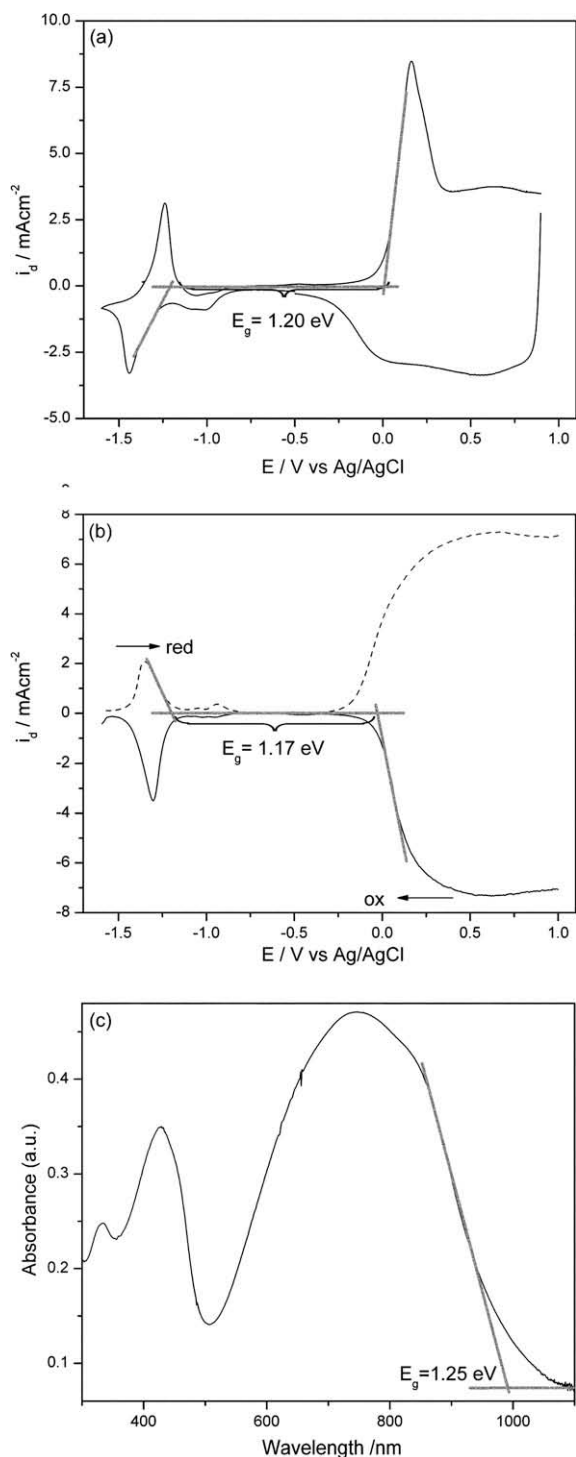 (a)
10.0
7.5
5.0
2.5
0.0
-2.5
-5.0
i_d / mAcm⁻²
E_g= 1.20 eV
-1.5 -1.0 -0.5 0.0 0.5 1.0
E / V vs Ag/AgCl
(b)
8
6
4
2
0
-2
-4
-6
-8
i_d / mAcm⁻²
red
E_g= 1.17 eV
ox
-1.5 -1.0 -0.5 0.0 0.5 1.0
E / V vs Ag/AgCl
(c)
0.4
0.3
0.2
0.1
Absorbance (a.u.)
E_g=1.25 eV
400 600 800 1000
Wavelength /nm